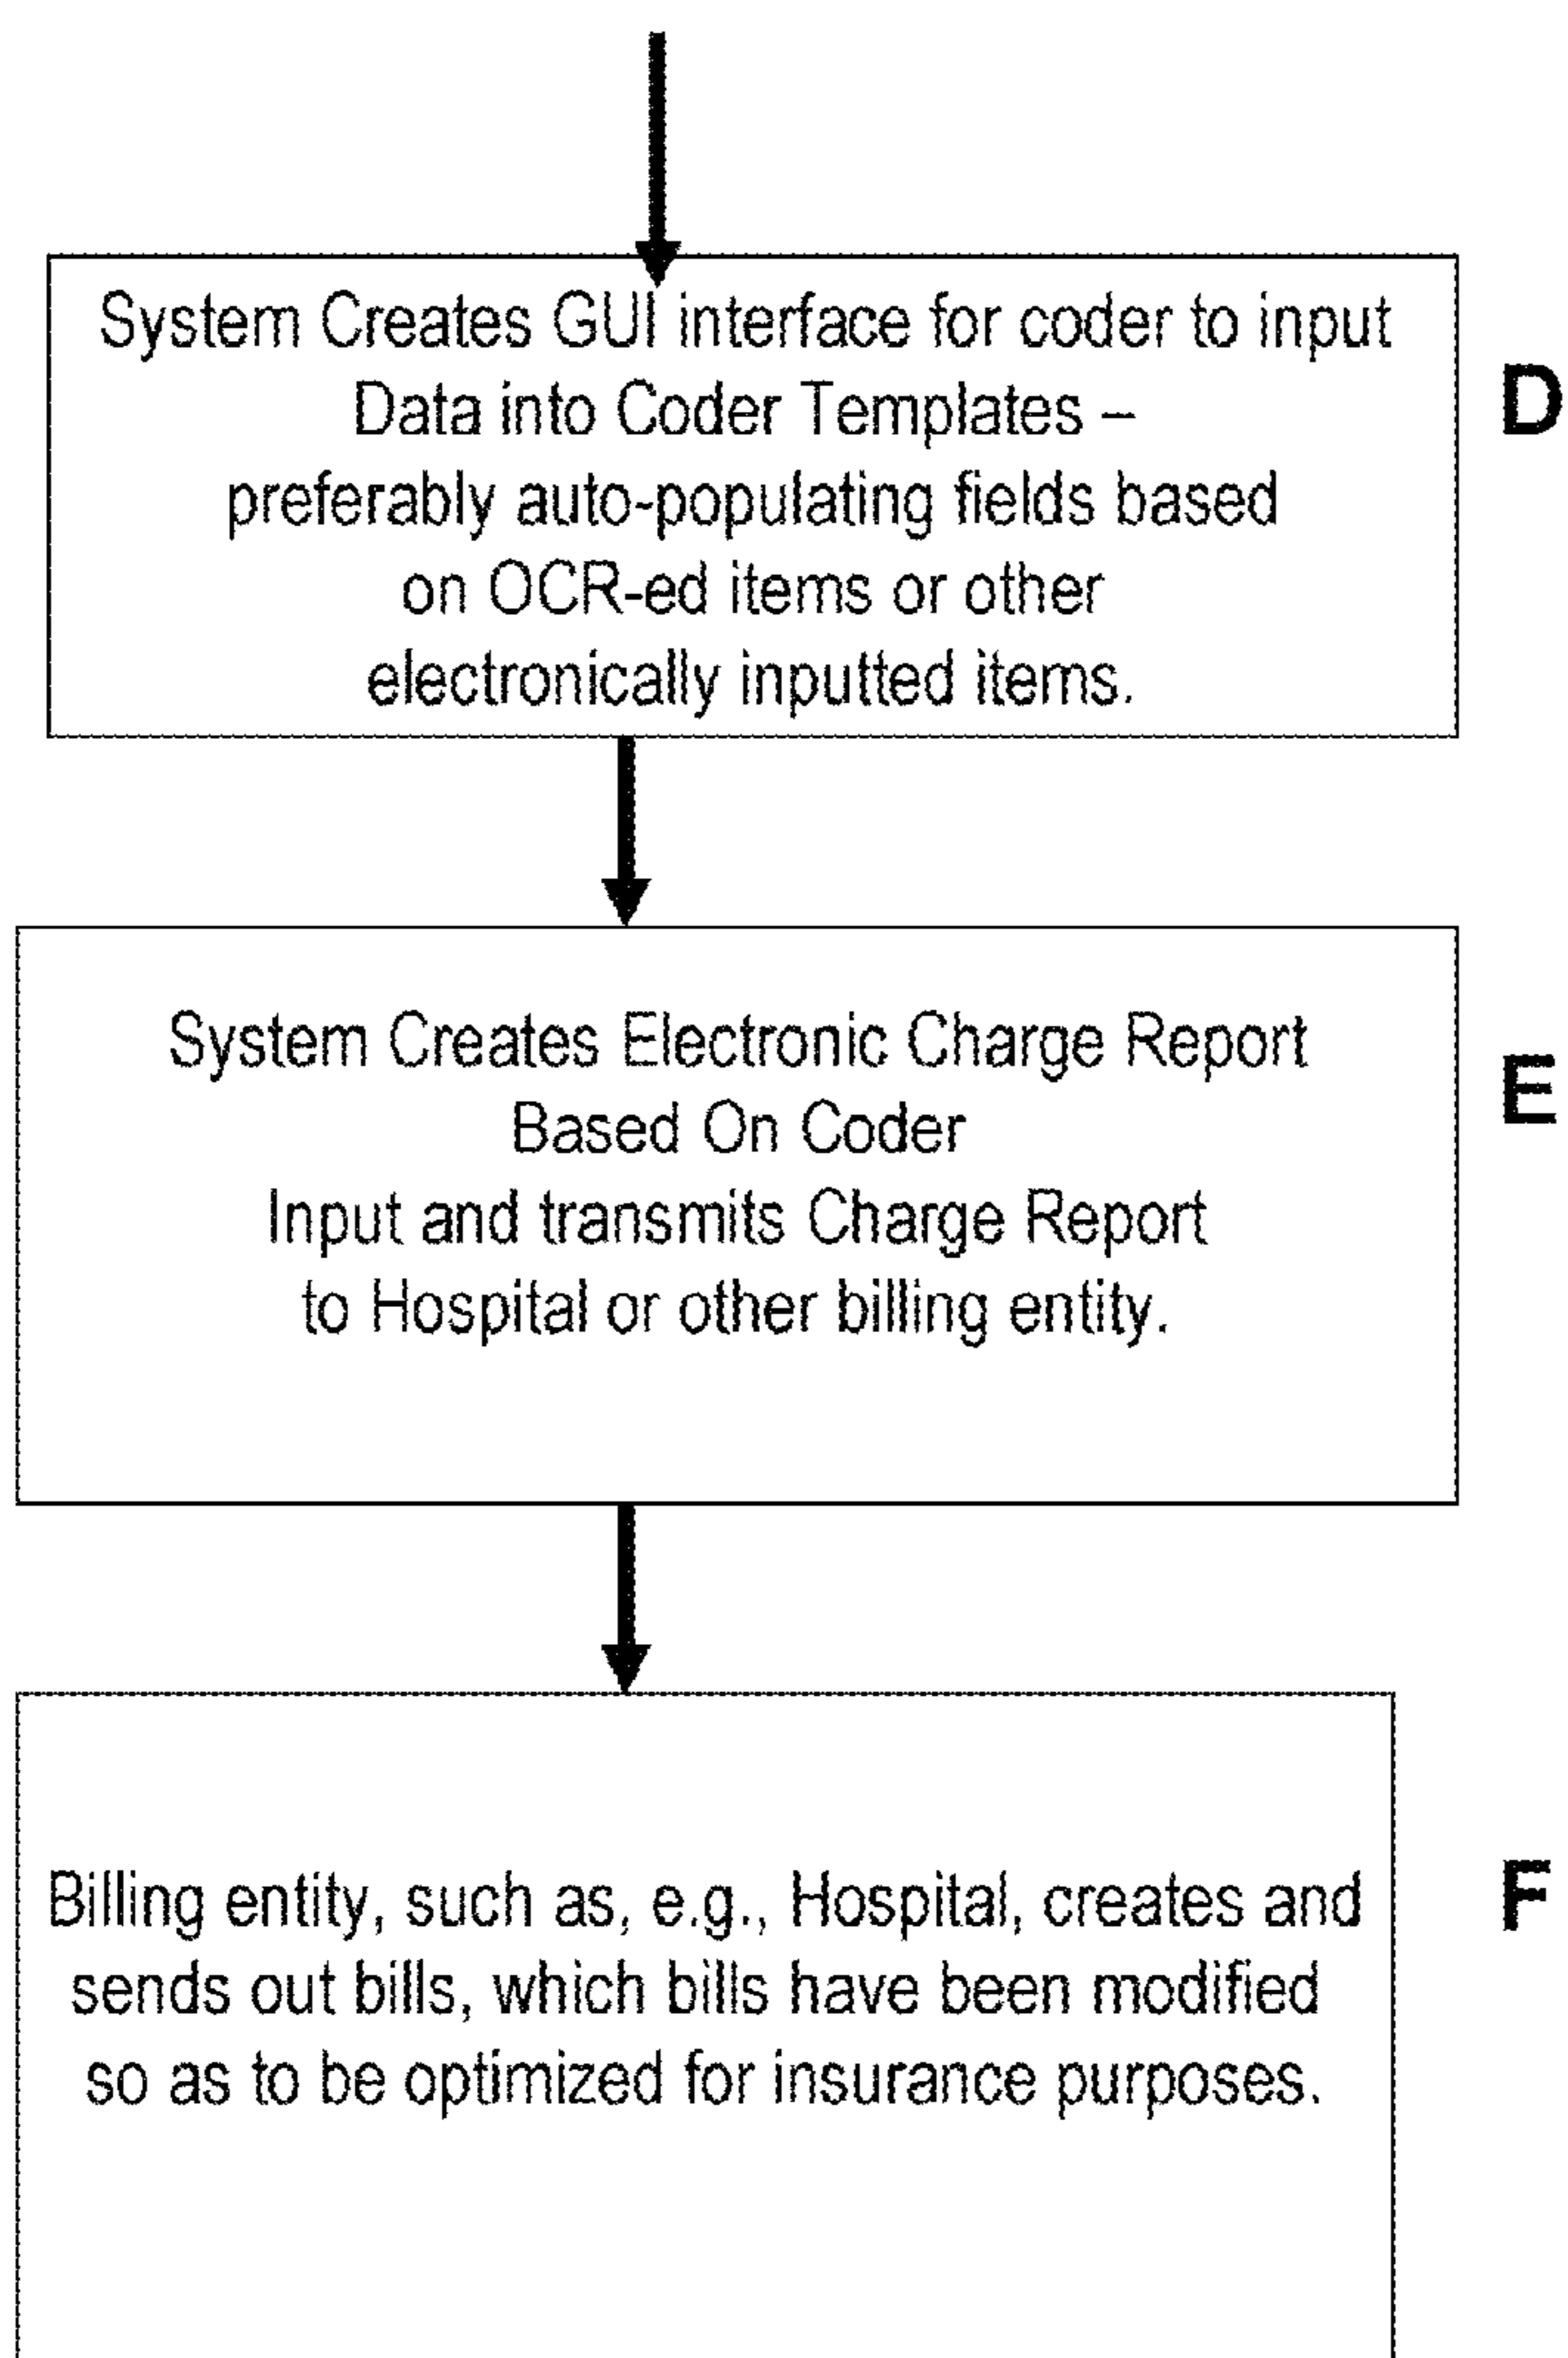 System Creates GUI interface for coder to input
Data into Coder Templates –
preferably auto-populating fields based
on OCR-ed items or other
electronically inputted items.
D
System Creates Electronic Charge Report
Based On Coder
Input and transmits Charge Report
to Hospital or other billing entity.
E
Billing entity, such as, e.g., Hospital, creates and
sends out bills, which bills have been modified
so as to be optimized for insurance purposes.
F